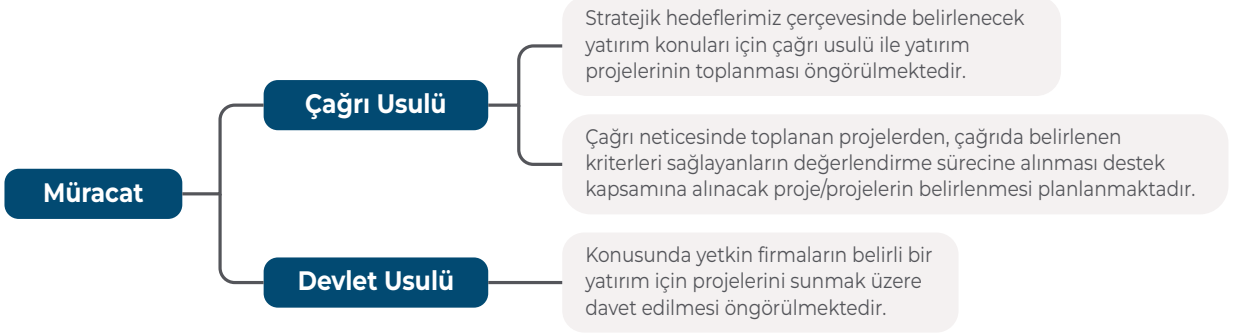 Müracat
Çağrı Usulü
Stratejik hedeflerimiz çerçevesinde belirlenecek
yatırım konuları için çağrı usulü ile yatırım
projelerinin toplanması öngörülmektedir.
Çağrı neticesinde toplanan projelerden, çağrıda belirlenen
kriterleri sağlayanların değerlendirme sürecine alınması destek
kapsamına alınacak proje/projelerin belirlenmesi planlanmaktadır.
Devlet Usulü
Konusunda yetkin firmaların belirli bir
yatırım için projelerini sunmak üzere
davet edilmesi öngörülmektedir.